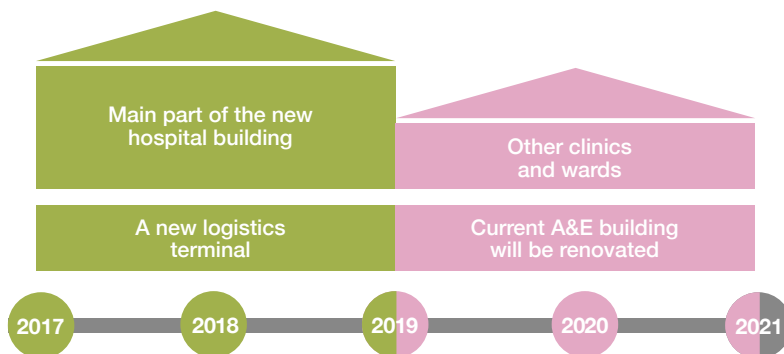 Main part of the new
hospital building
Other clinics
and wards
A new logistics
terminal
Current A&E building
will be renovated
2017
2018
2019
2020
2021